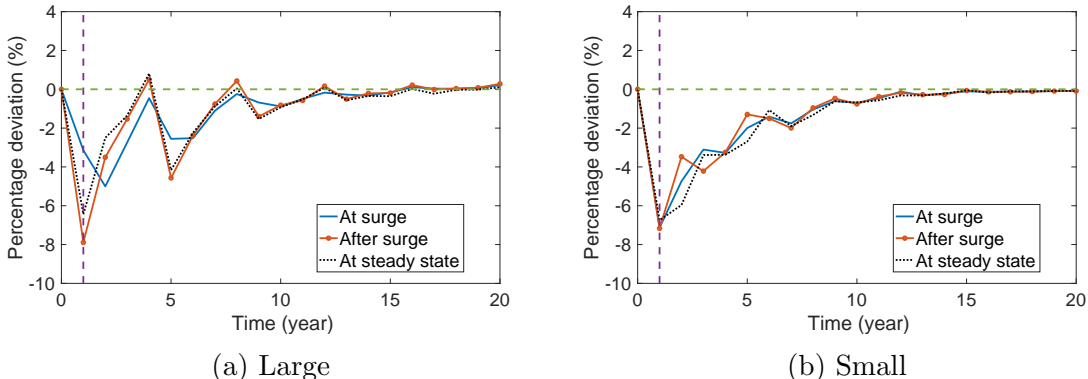 4
2
0
-2
-4
-6
-8
-10
Percentage deviation (%)
0 5 10 15 20
Time (year)
At surge
After surge
At steady state
(a) Large
4
2
0
-2
-4
-6
-8
-10
Percentage deviation (%)
0 5 10 15 20
Time (year)
At surge
After surge
At steady state
(b) Small